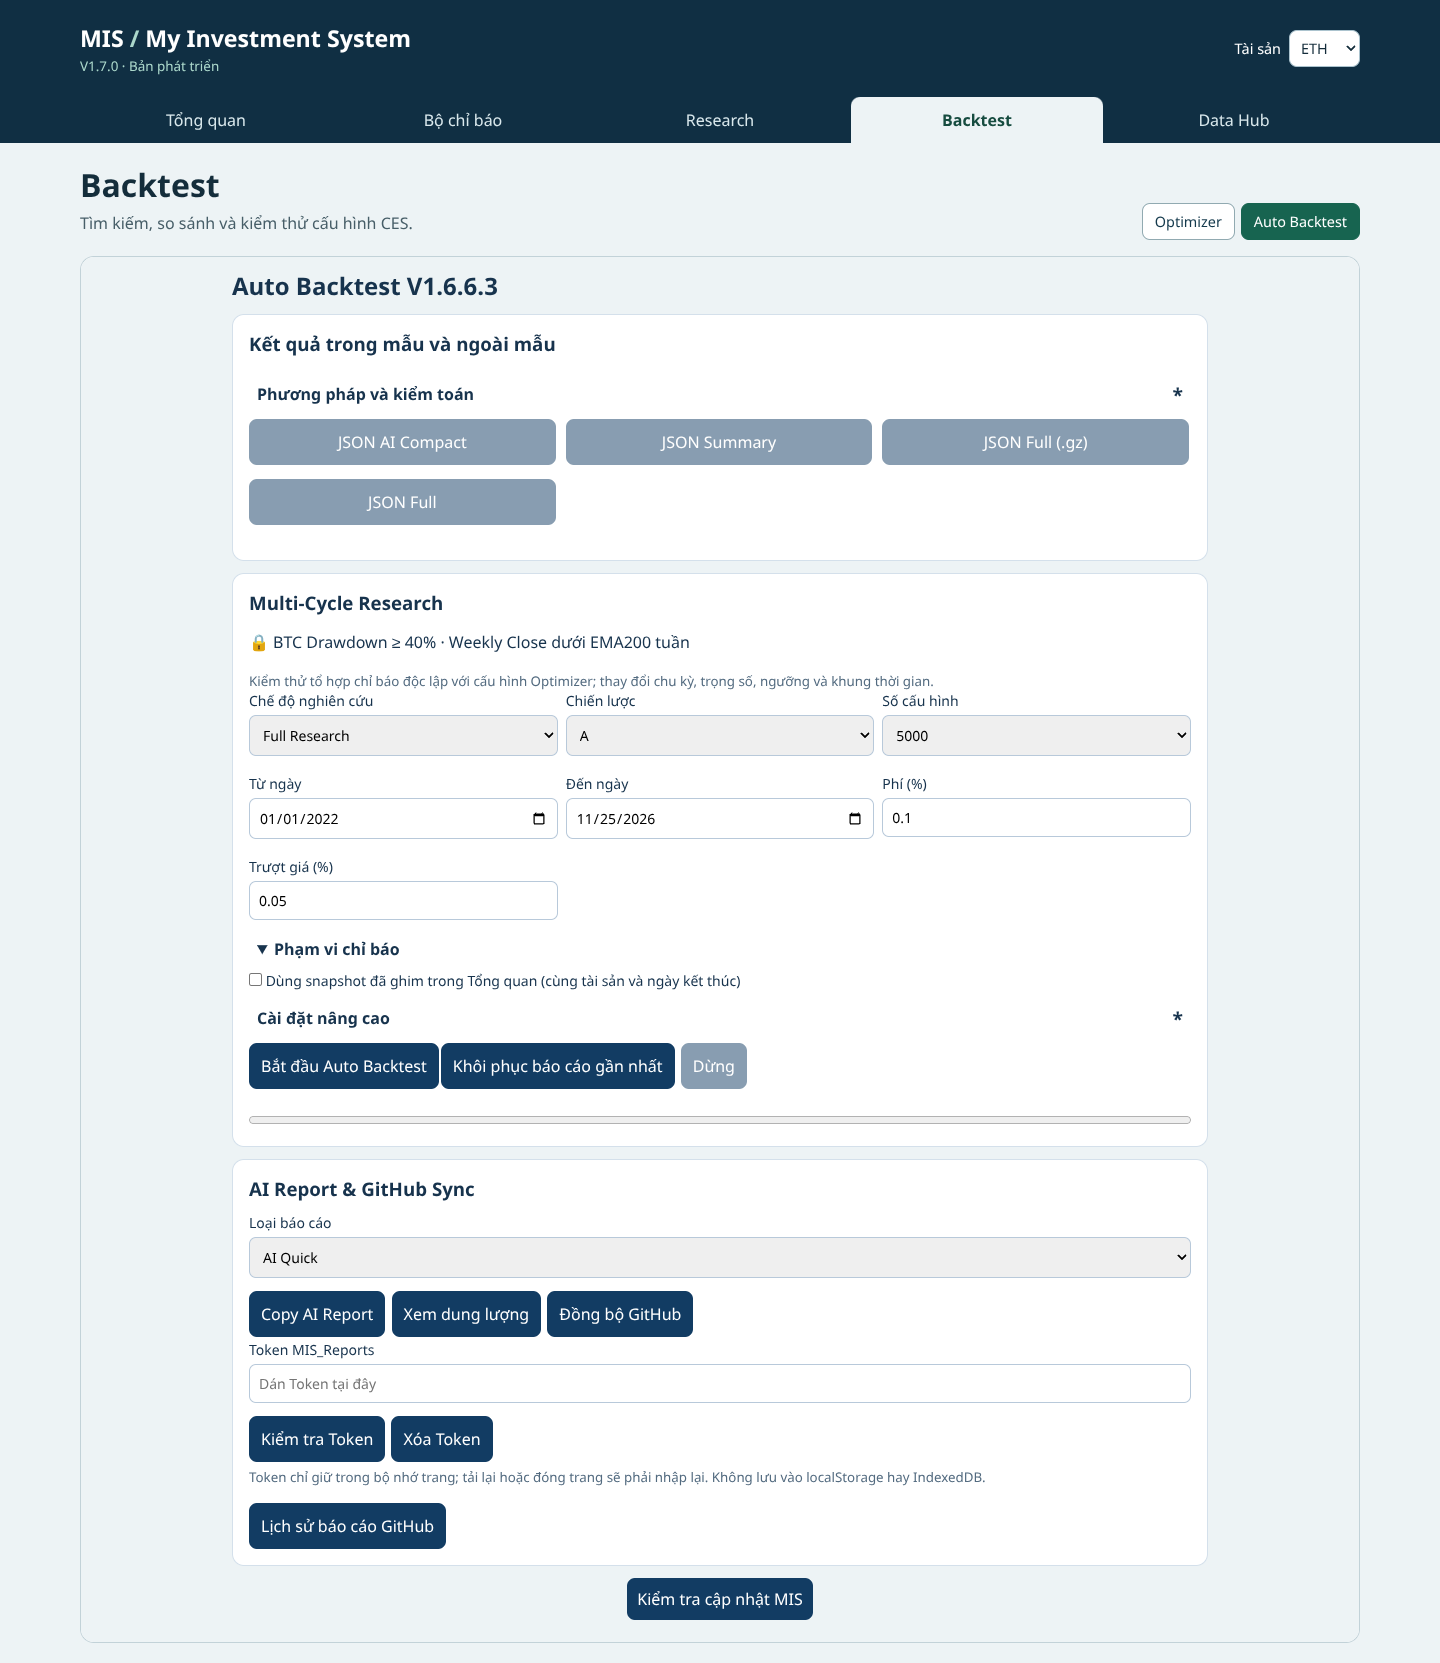 MIS / My Investment System
V1.7.0 · Bản phát triển
Tài sản ETH
Tổng quan Bộ chỉ báo Research Backtest Data Hub
Backtest
Tìm kiếm, so sánh và kiểm thử cấu hình CES.
Optimizer Auto Backtest
Auto Backtest V1.6.6.3
Kết quả trong mẫu và ngoài mẫu
Phương pháp và kiểm toán *
JSON AI Compact JSON Summary JSON Full (.gz)
JSON Full
Multi-Cycle Research
🔒 BTC Drawdown ≥ 40% · Weekly Close dưới EMA200 tuần
Kiểm thử tổ hợp chỉ báo độc lập với cấu hình Optimizer; thay đổi chu kỳ, trọng số, ngưỡng và khung thời gian.
Chế độ nghiên cứu Chiến lược Số cấu hình
Full Research A 5000
Từ ngày Đến ngày Phí (%)
01/01/2022 11/25/2026 0.1
Trượt giá (%)
0.05
▼ Phạm vi chỉ báo
Dùng snapshot đã ghim trong Tổng quan (cùng tài sản và ngày kết thúc)
Cài đặt nâng cao *
Bắt đầu Auto Backtest Khôi phục báo cáo gần nhất Dừng
AI Report & GitHub Sync
Loại báo cáo
AI Quick
Copy AI Report Xem dung lượng Đồng bộ GitHub
Token MIS_Reports
Dán Token tại đây
Kiểm tra Token Xóa Token
Token chỉ giữ trong bộ nhớ trang; tải lại hoặc đóng trang sẽ phải nhập lại. Không lưu vào localStorage hay IndexedDB.
Lịch sử báo cáo GitHub
Kiểm tra cập nhật MIS